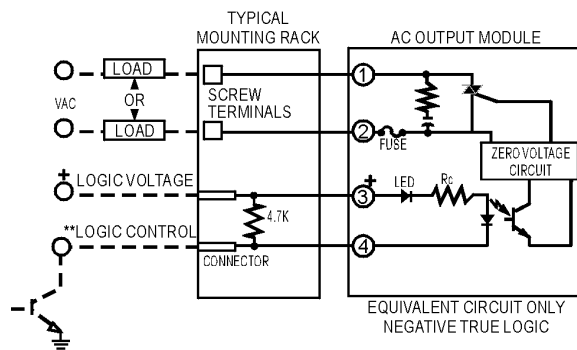 TYPICAL
MOUNTING RACK
AC OUTPUT MODULE
LOAD
OR
VAC
LOAD
SCREW
TERMINALS
1
2
FUSE
ZERO VOLTAGE
CIRCUIT
+
LOGIC VOLTAGE
4.7K
3
+
LED
Rc
**LOGIC CONTROL
CONNECTOR
4
EQUIVALENT CIRCUIT ONLY
NEGATIVE TRUE LOGIC